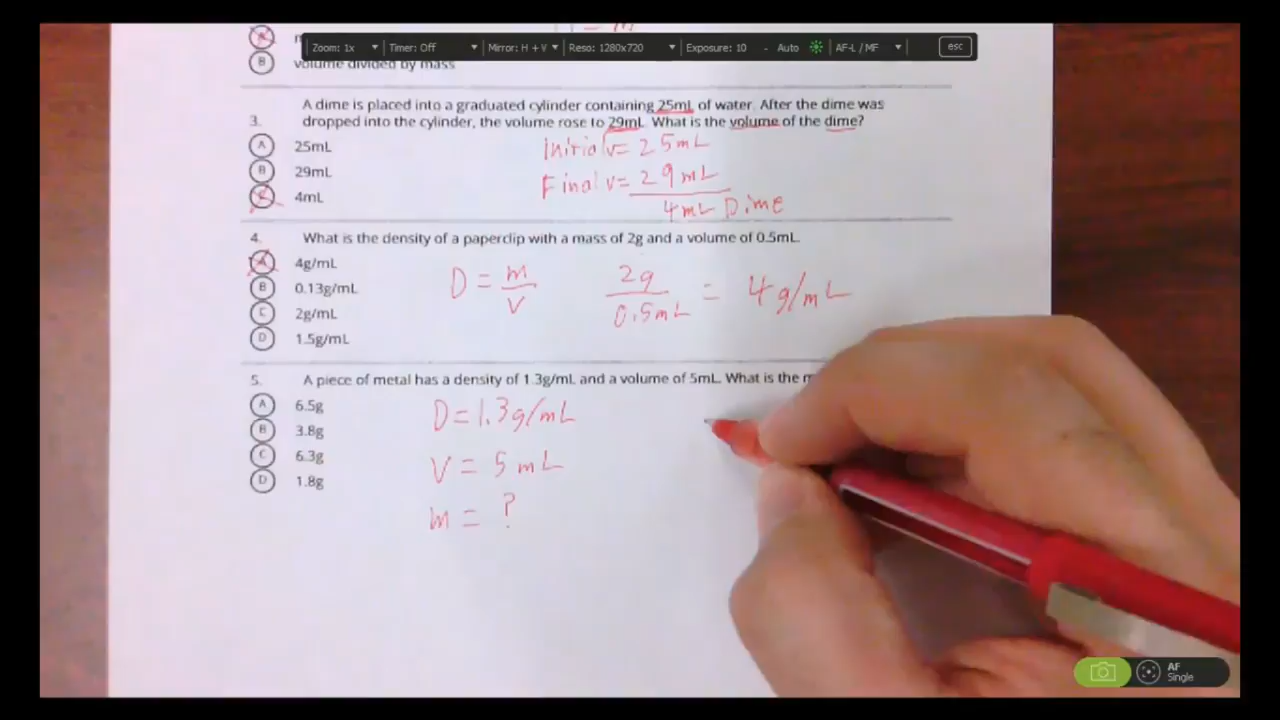 Zoom: 1x Timer: Off Mirror: H + V Reso: 1280x720 Exposure: 10 - Auto AF-L / MF esc
B volume divided by mass
A dime is placed into a graduated cylinder containing 25mL of water. After the dime was
3. dropped into the cylinder, the volume rose to 29mL. What is the volume of the dime?
A 25mL
Initial v= 25mL
B 29mL
Final v= 29mL
4mL
4mL Dime
4. What is the density of a paperclip with a mass of 2g and a volume of 0.5mL.
A 4g/mL
B 0.13g/mL
C 2g/mL
D 1.5g/mL
D = m/v 2g/0.5mL = 4g/mL
5. A piece of metal has a density of 1.3g/mL and a volume of 5mL. What is the
A 6.5g
B 3.8g
C 6.3g
D 1.8g
D=1.3g/mL
V = 5mL
m = ?
AF
Single